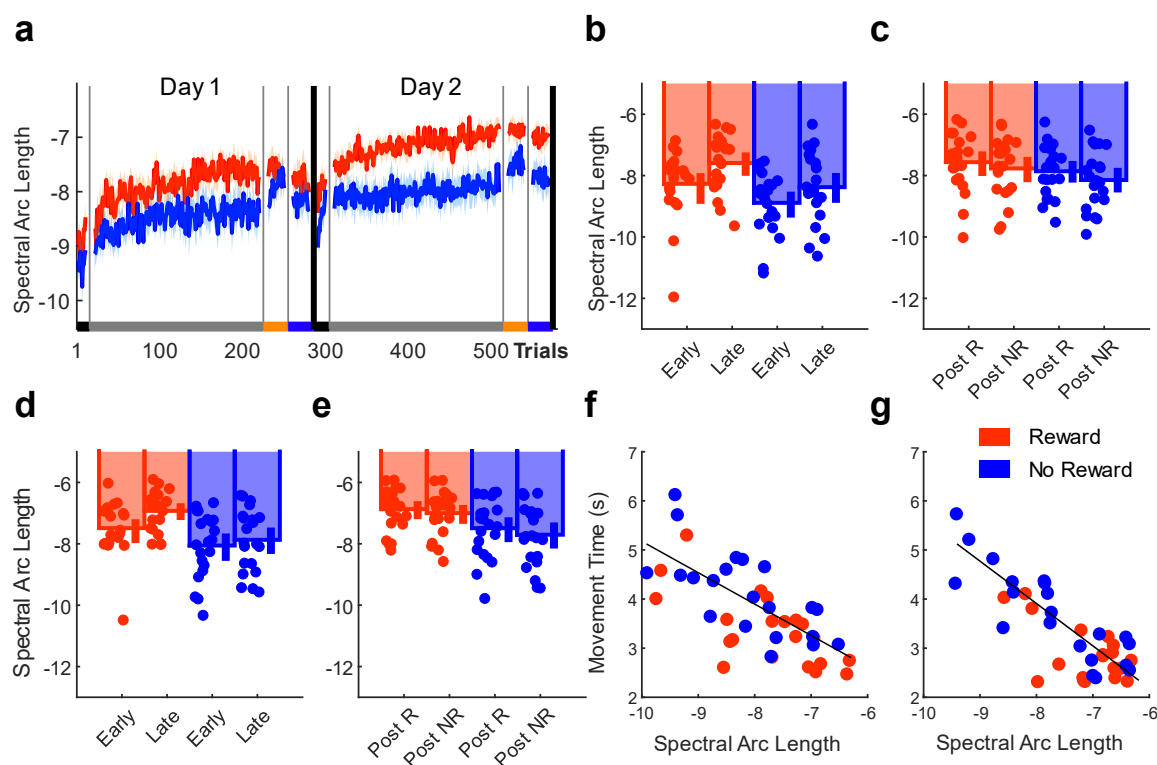 a
Day 1
Day 2
Spectral Arc Length
-7
-8
-9
-10
1
100
200
300
400
500
Trials
b
Spectral Arc Length
-6
-8
-10
-12
Early
Late
Early
Late
c
-6
-8
-10
-12
Post R
Post NR
Post R
Post NR
d
Spectral Arc Length
-6
-8
-10
-12
Early
Late
Early
Late
e
-6
-8
-10
-12
Post R
Post NR
Post R
Post NR
f
Movement Time (s)
7
6
5
4
3
2
-10
-9
-8
-7
-6
Spectral Arc Length
g
Reward
No Reward
7
6
5
4
3
2
-10
-9
-8
-7
-6
Spectral Arc Length